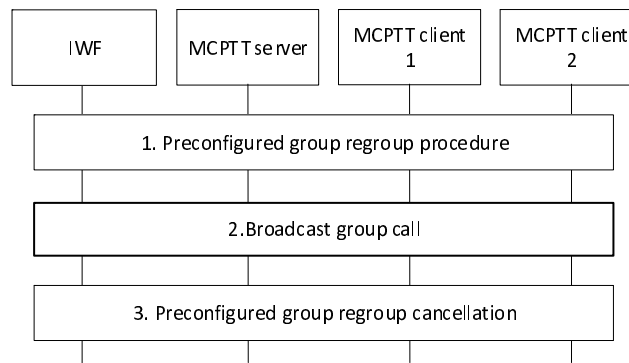 IWF
MCPTT server
MCPTT client
1
MCPTT client
2
1. Preconfigured group regroup procedure
2.Broadcast group call
3. Preconfigured group regroup cancellation